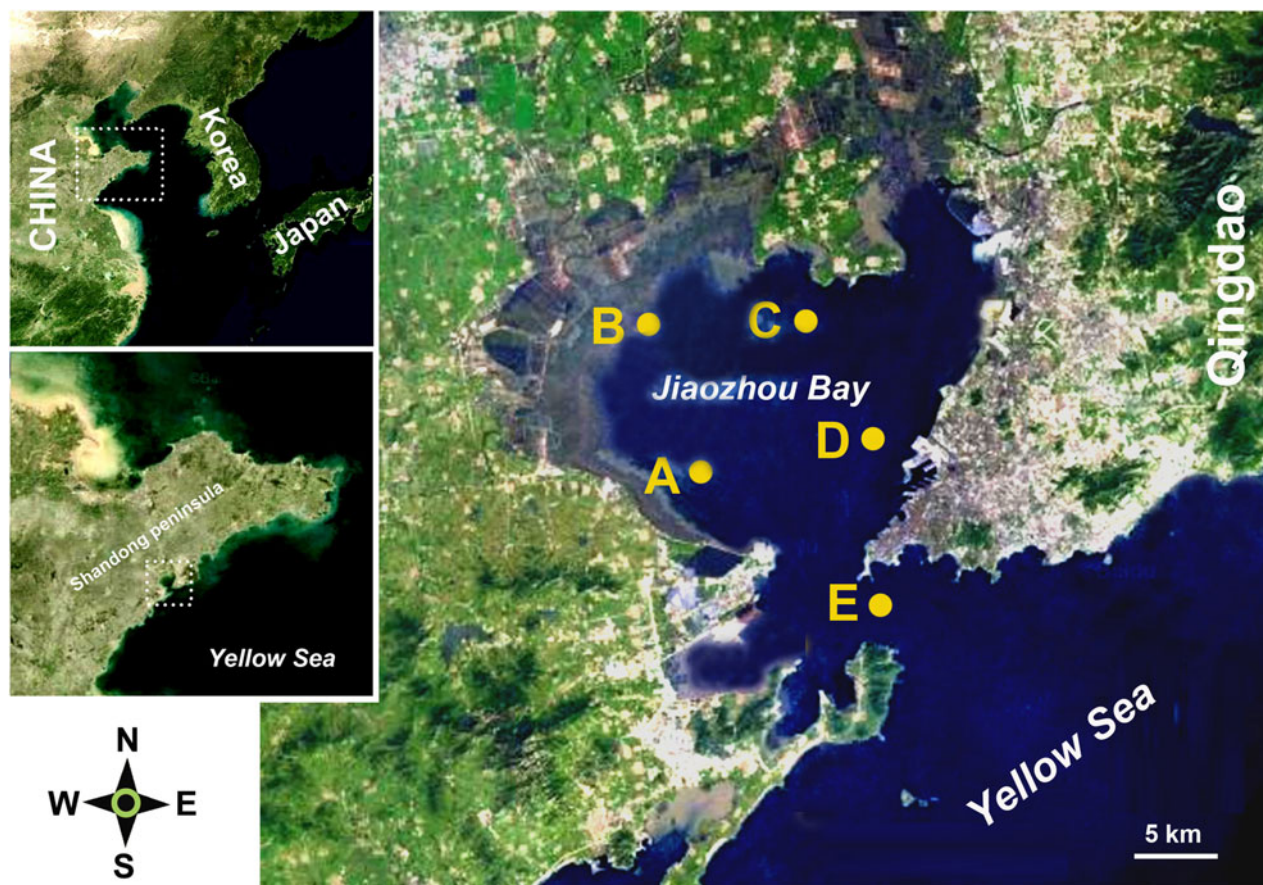 CHINA
Korea
Japan
Shandong peninsula
Yellow Sea
N
W E
S
B
C
Jiaozhou Bay
D
A
E
Qingdao
Yellow Sea
5 km